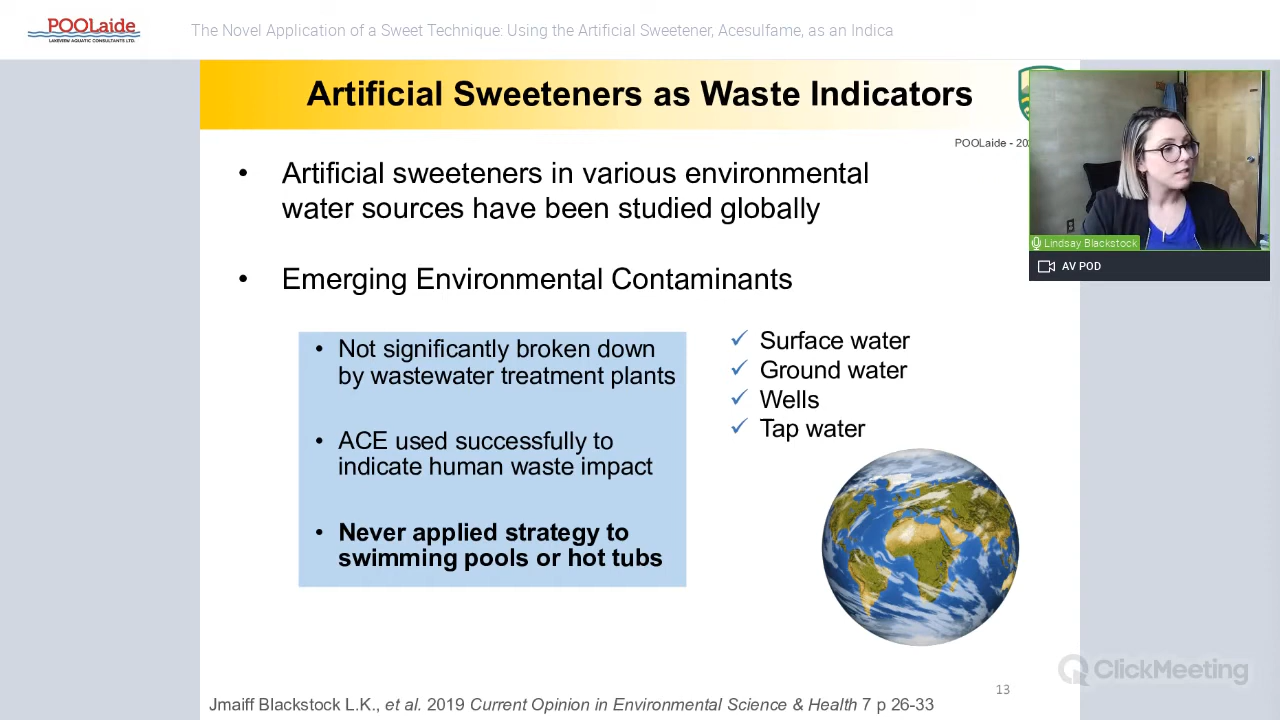 POOLaide
LAKEVIEW AQUATIC CONSULTANTS LTD.
The Novel Application of a Sweet Technique: Using the Artificial Sweetener, Acesulfame, as an Indica
Artificial Sweeteners as Waste Indicators
POOLaide - 20
• Artificial sweeteners in various environmental
water sources have been studied globally
• Emerging Environmental Contaminants
• Not significantly broken down
by wastewater treatment plants
• ACE used successfully to
indicate human waste impact
• Never applied strategy to
swimming pools or hot tubs
✓ Surface water
✓ Ground water
✓ Wells
✓ Tap water
Lindsay Blackstock
AV POD
ClickMeeting
13
Jmaiff Blackstock L.K., et al. 2019 Current Opinion in Environmental Science & Health 7 p 26-33